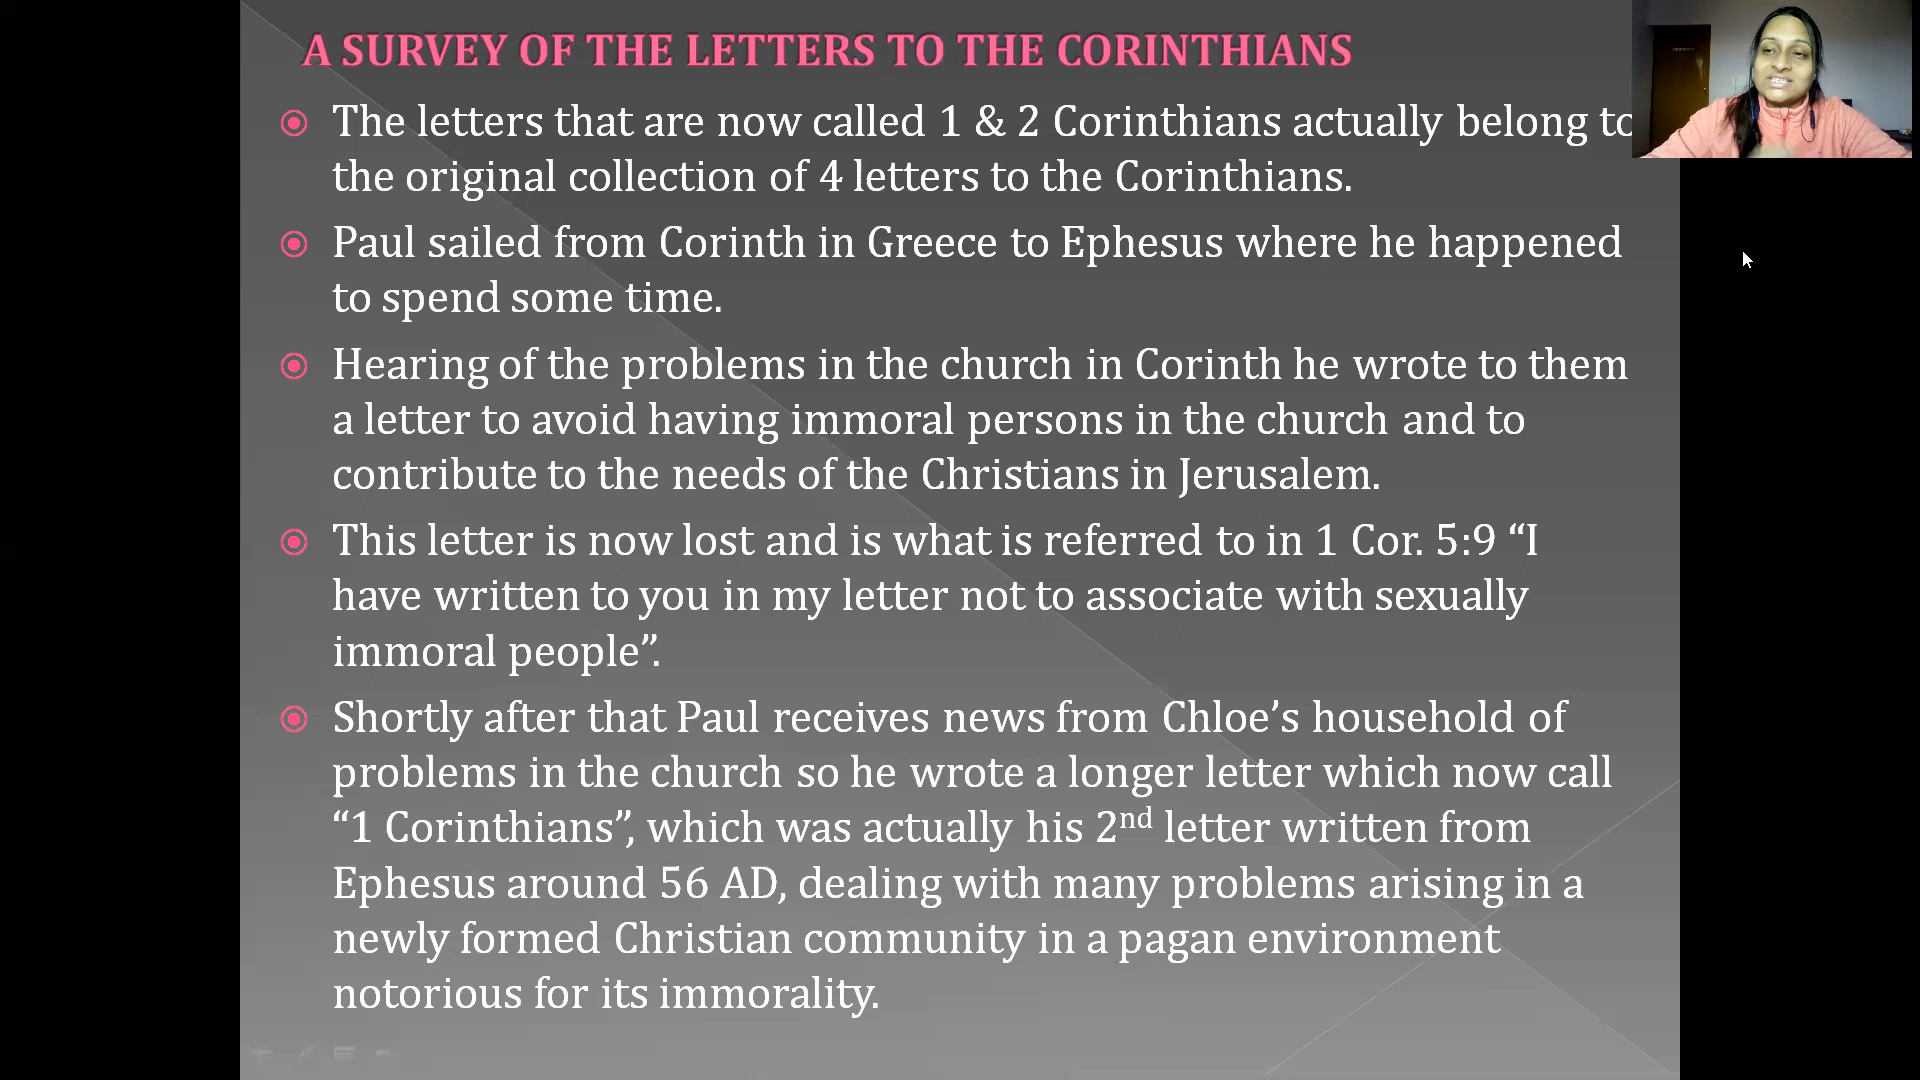 A SURVEY OF THE LETTERS TO THE CORINTHIANS
The letters that are now called 1 & 2 Corinthians actually belong to
the original collection of 4 letters to the Corinthians.
Paul sailed from Corinth in Greece to Ephesus where he happened
to spend some time.
Hearing of the problems in the church in Corinth he wrote to them
a letter to avoid having immoral persons in the church and to
contribute to the needs of the Christians in Jerusalem.
This letter is now lost and is what is referred to in 1 Cor. 5:9 “I
have written to you in my letter not to associate with sexually
immoral people”.
Shortly after that Paul receives news from Chloe’s household of
problems in the church so he wrote a longer letter which now call
“1 Corinthians”, which was actually his 2nd letter written from
Ephesus around 56 AD, dealing with many problems arising in a
newly formed Christian community in a pagan environment
notorious for its immorality.